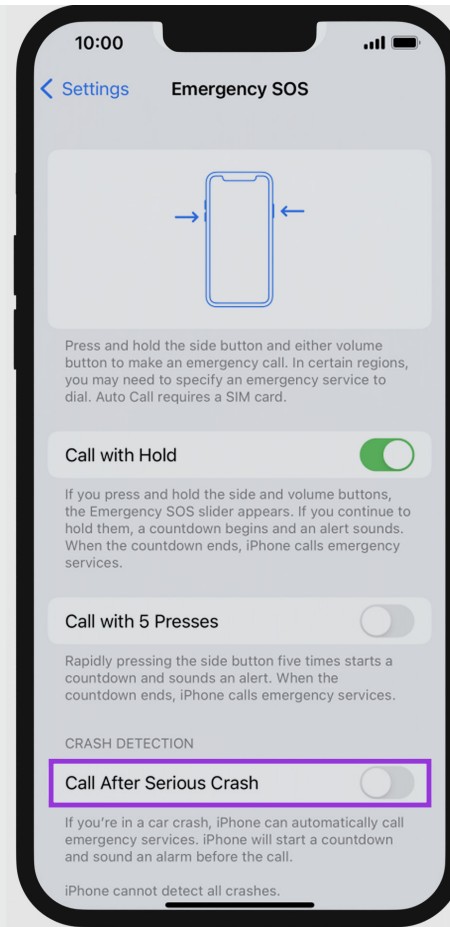 10:00
Settings
Emergency SOS
Press and hold the side button and either volume
button to make an emergency call. In certain regions,
you may need to specify an emergency service to
dial. Auto Call requires a SIM card.
Call with Hold
If you press and hold the side and volume buttons,
the Emergency SOS slider appears. If you continue to
hold them, a countdown begins and an alert sounds.
When the countdown ends, iPhone calls emergency
services.
Call with 5 Presses
Rapidly pressing the side button five times starts a
countdown and sounds an alert. When the
countdown ends, iPhone calls emergency services.
CRASH DETECTION
Call After Serious Crash
If you're in a car crash, iPhone can automatically call
emergency services. iPhone will start a countdown
and sound an alarm before the call.
iPhone cannot detect all crashes.